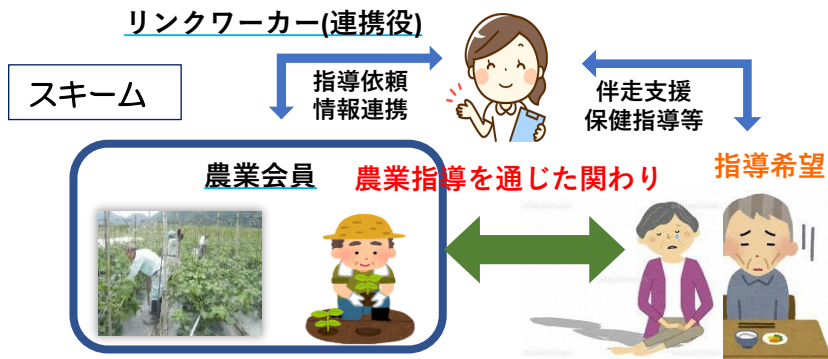 リンクワーカー(連携役)
スキーム
指導依頼
情報連携
伴走支援
保健指導等
農業会員
農業指導を通じた関わり
指導希望